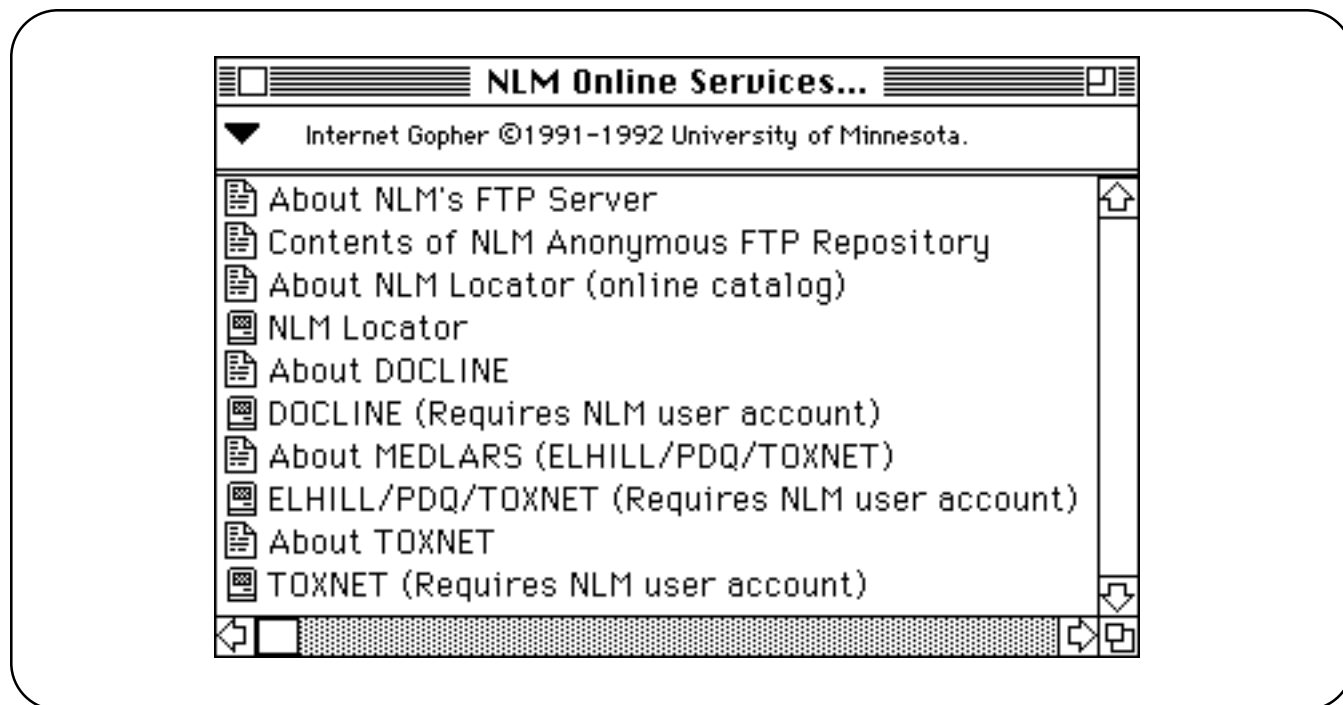 NLM Online Services...
Internet Gopher ©1991-1992 University of Minnesota.
About NLM's FTP Server
Contents of NLM Anonymous FTP Repository
About NLM Locator (online catalog)
NLM Locator
About DOCLINE
DOCLINE (Requires NLM user account)
About MEDLARS (ELHILL/PDQ/TOXNET)
ELHILL/PDQ/TOXNET (Requires NLM user account)
About TOXNET
TOXNET (Requires NLM user account)